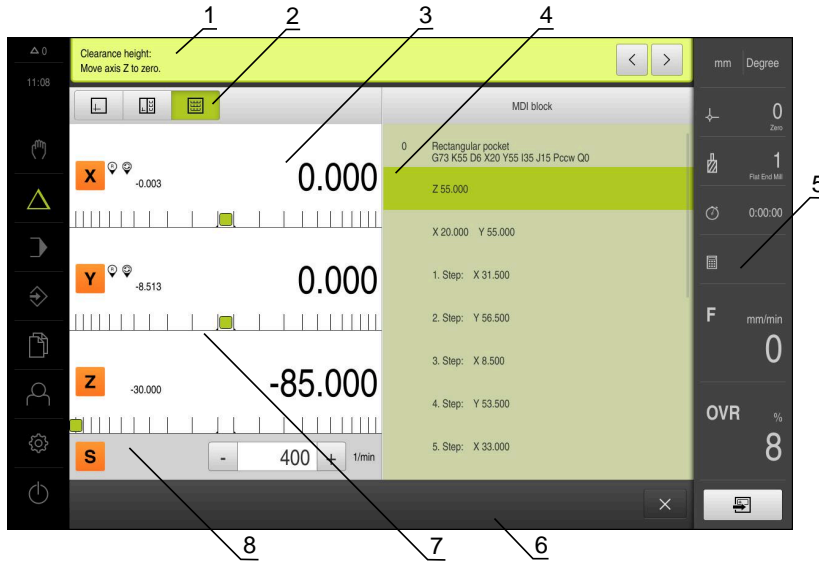 1
2
3
4
△ 0
11:08
Clearance height:
Move axis Z to zero.
< >
mm Degree
MDI block
0
Zero
1
Flat End Mill
0:00:00
F mm/min
0
OVR %
8
X R -0.003 0.000
Y R -8.513 0.000
Z -30.000 -85.000
S - 400 + 1/min
0 Rectangular pocket
G73 K55 D6 X20 Y55 I35 J15 Pccw Q0
Z 55.000
X 20.000 Y 55.000
1. Step: X 31.500
2. Step: Y 56.500
3. Step: X 8.500
4. Step: Y 53.500
5. Step: X 33.000
5
6
7
8